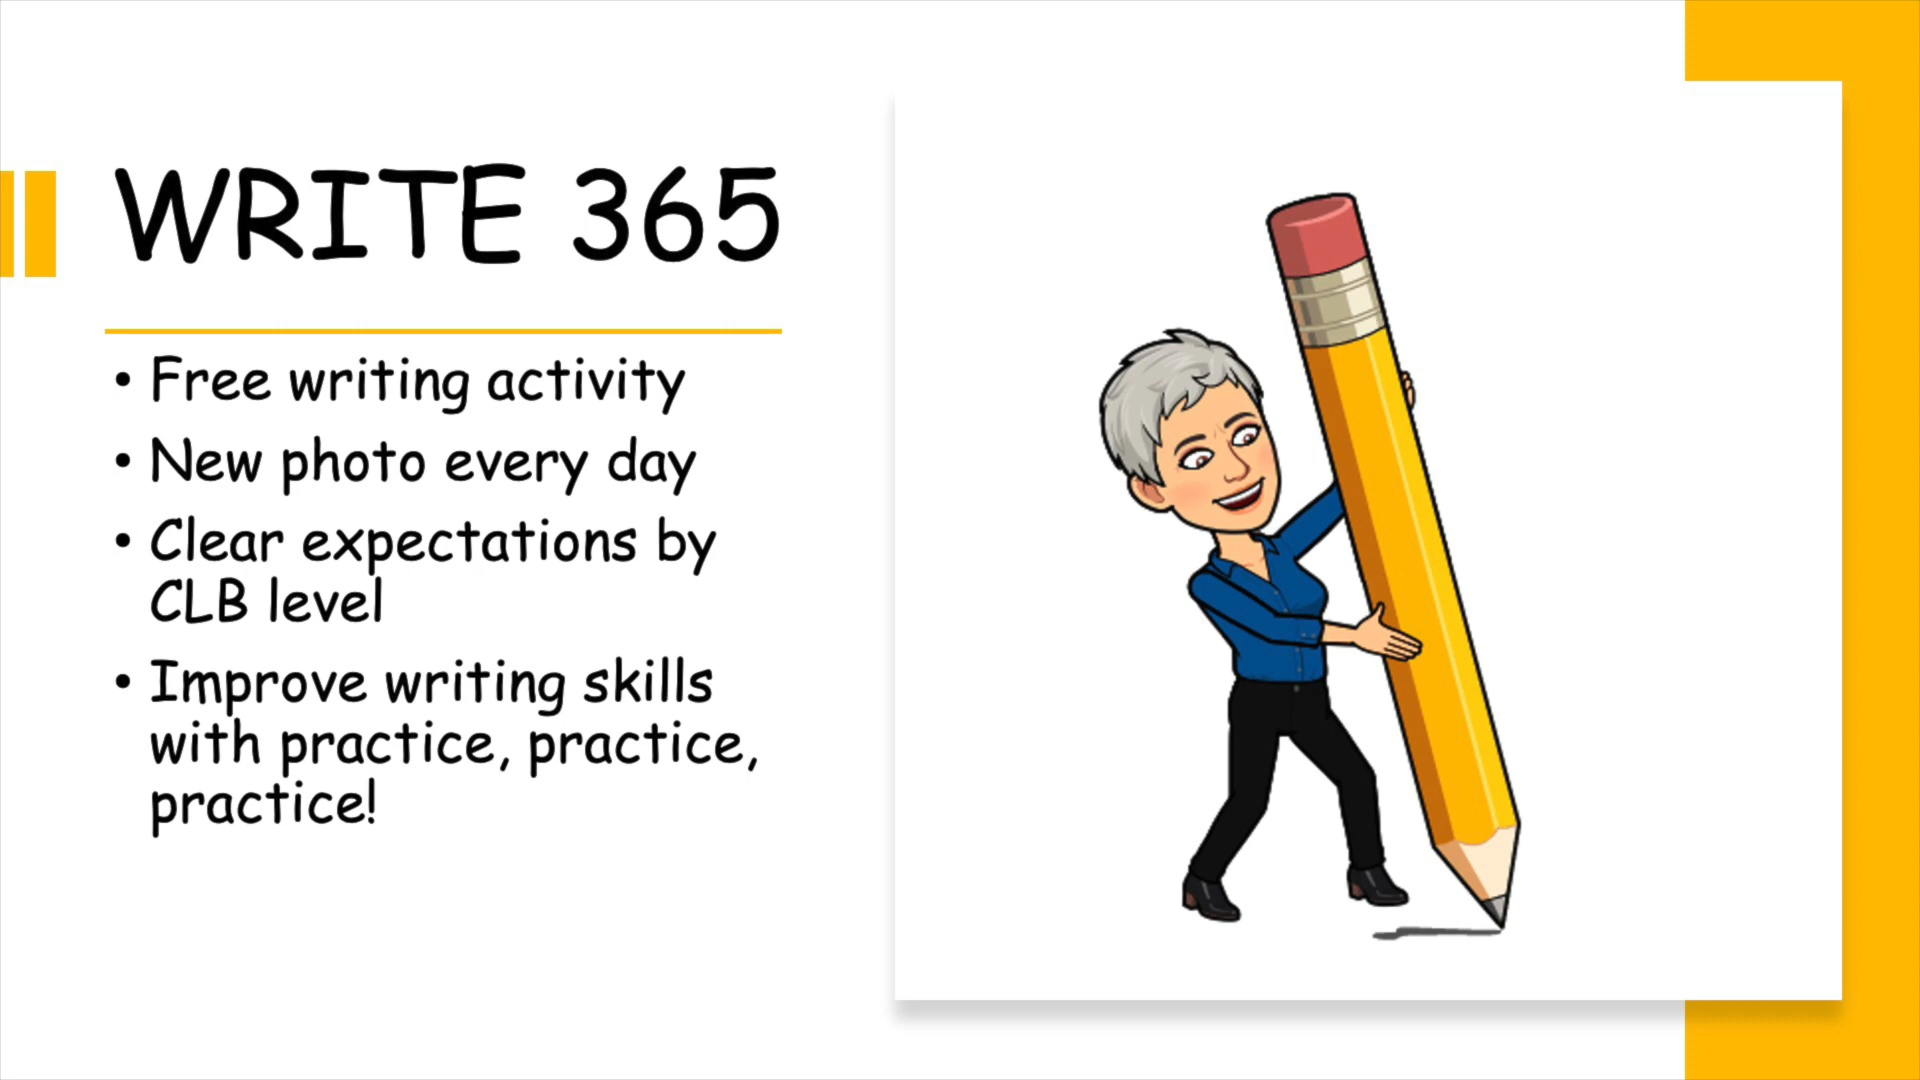 WRITE 365
• Free writing activity
• New photo every day
• Clear expectations by
CLB level
• Improve writing skills
with practice, practice,
practice!